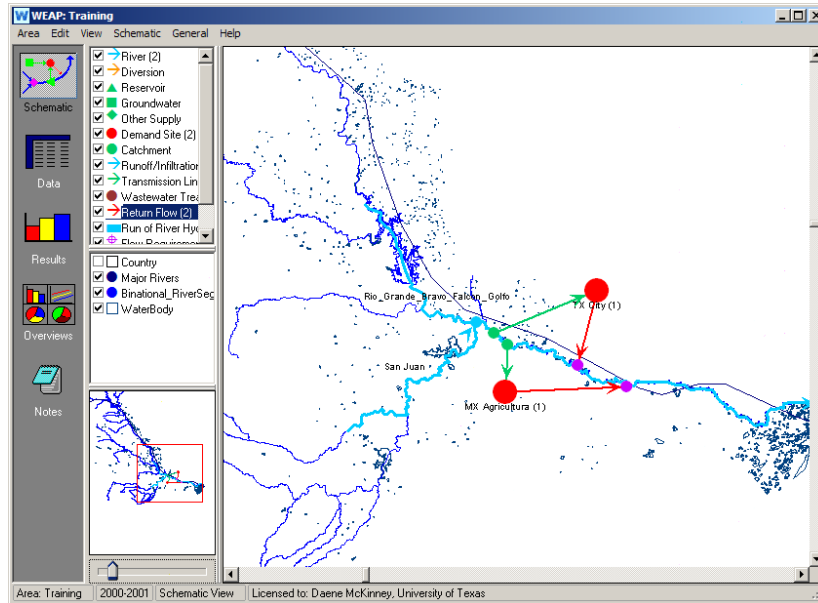 WEAP: Training
Area Edit View Schematic General Help
Schematic
Data
Results
Overviews
Notes
River (2)
Diversion
Reservoir
Groundwater
Other Supply
Demand Site (2)
Catchment
Runoff/Infiltration
Transmission Lin
Wastewater Trea
Return Flow (2)
Run of River Hyd
Flow Requirement
Country
Major Rivers
Binational_RiverSeg
WaterBody
Rio_Grande_Bravo_Falcon_Golfo
TX City (1)
San Juan
MX Agricultura (1)
Area: Training 2000-2001 Schematic View Licensed to: Daene McKinney, University of Texas